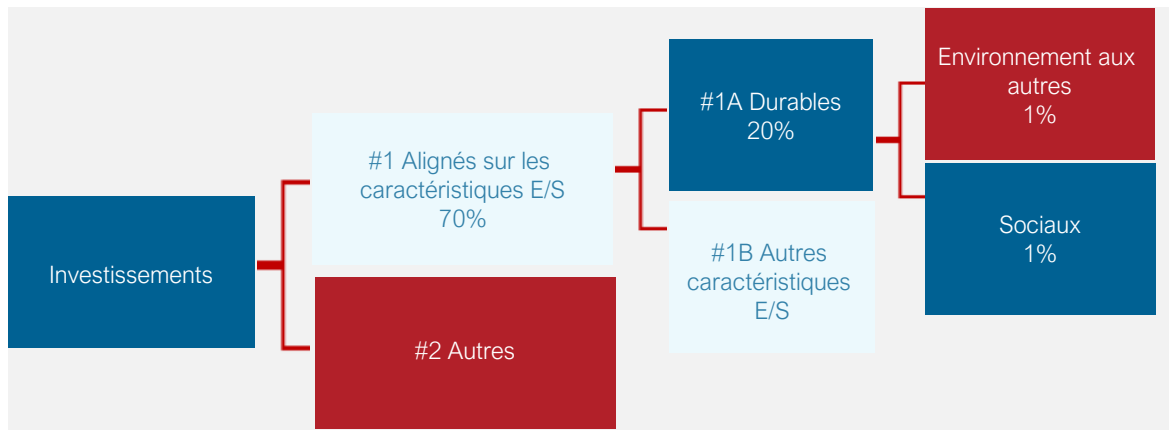 Investissements
#1 Alignés sur les
caractéristiques E/S
70%
#2 Autres
#1A Durables
20%
#1B Autres
caractéristiques
E/S
Environnement aux
autres
1%
Sociaux
1%